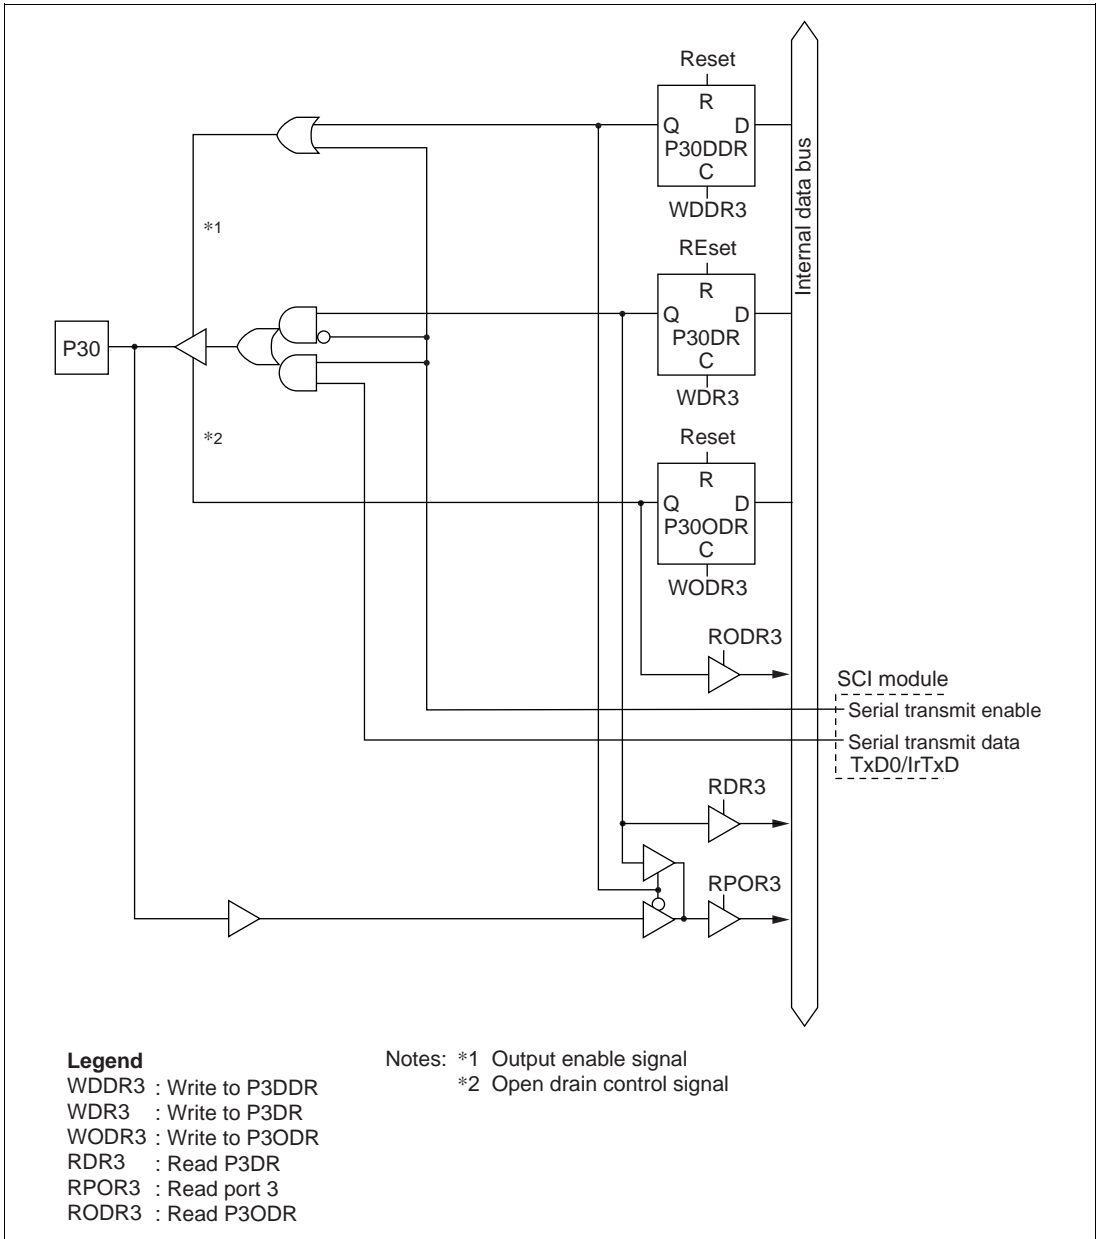 Reset
R
Q D
P30DDR
C
WDDR3
Internal data bus
*1
REset
R
Q D
P30DR
C
WDR3
P30
*2
Reset
R
Q D
P30ODR
C
WODR3
RODR3
SCI module
Serial transmit enable
Serial transmit data
TxD0/IrTxD
RDR3
RPOR3
Legend
WDDR3 : Write to P3DDR
WDR3 : Write to P3DR
WODR3 : Write to P3ODR
RDR3 : Read P3DR
RPOR3 : Read port 3
RODR3 : Read P3ODR
Notes: *1 Output enable signal
*2 Open drain control signal